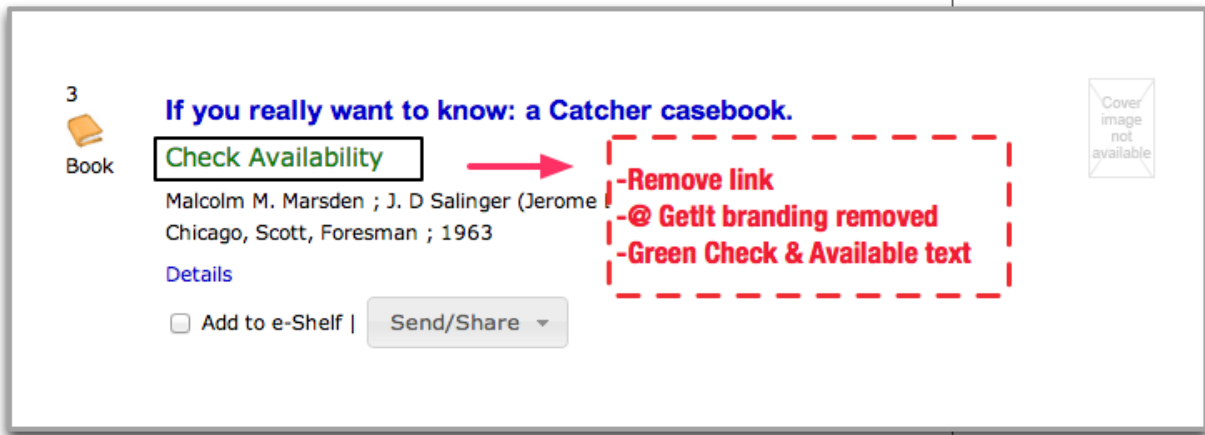 3
Book
If you really want to know: a Catcher casebook.
Check Availability
Malcolm M. Marsden ; J. D Salinger (Jerome
Chicago, Scott, Foresman ; 1963
Details
Add to e-Shelf |
Send/Share
-Remove link
-@ GetIt branding removed
-Green Check & Available text
Cover
image
not
available